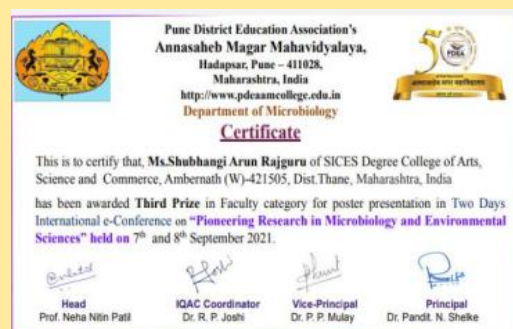 Pune District Education Association's
Annasaheb Magar Mahavidyalaya,
Hadapsar, Pune – 411028,
Maharashtra, India
http://www.pdeaamcollege.edu.in
Department of Microbiology
Certificate
This is to certify that, Ms.Shubhangi Arun Rajguru of SICES Degree College of Arts,
Science and Commerce, Ambernath (W)-421505, Dist.Thane, Maharashtra, India
has been awarded Third Prize in Faculty category for poster presentation in Two Days
International e-Conference on “Pioneering Research in Microbiology and Environmental
Sciences” held on 7th and 8th September 2021.
Head
Prof. Neha Nitin Patil
IQAC Coordinator
Dr. R. P. Joshi
Vice-Principal
Dr. P. P. Mulay
Principal
Dr. Pandit. N. Shelke
PDEA